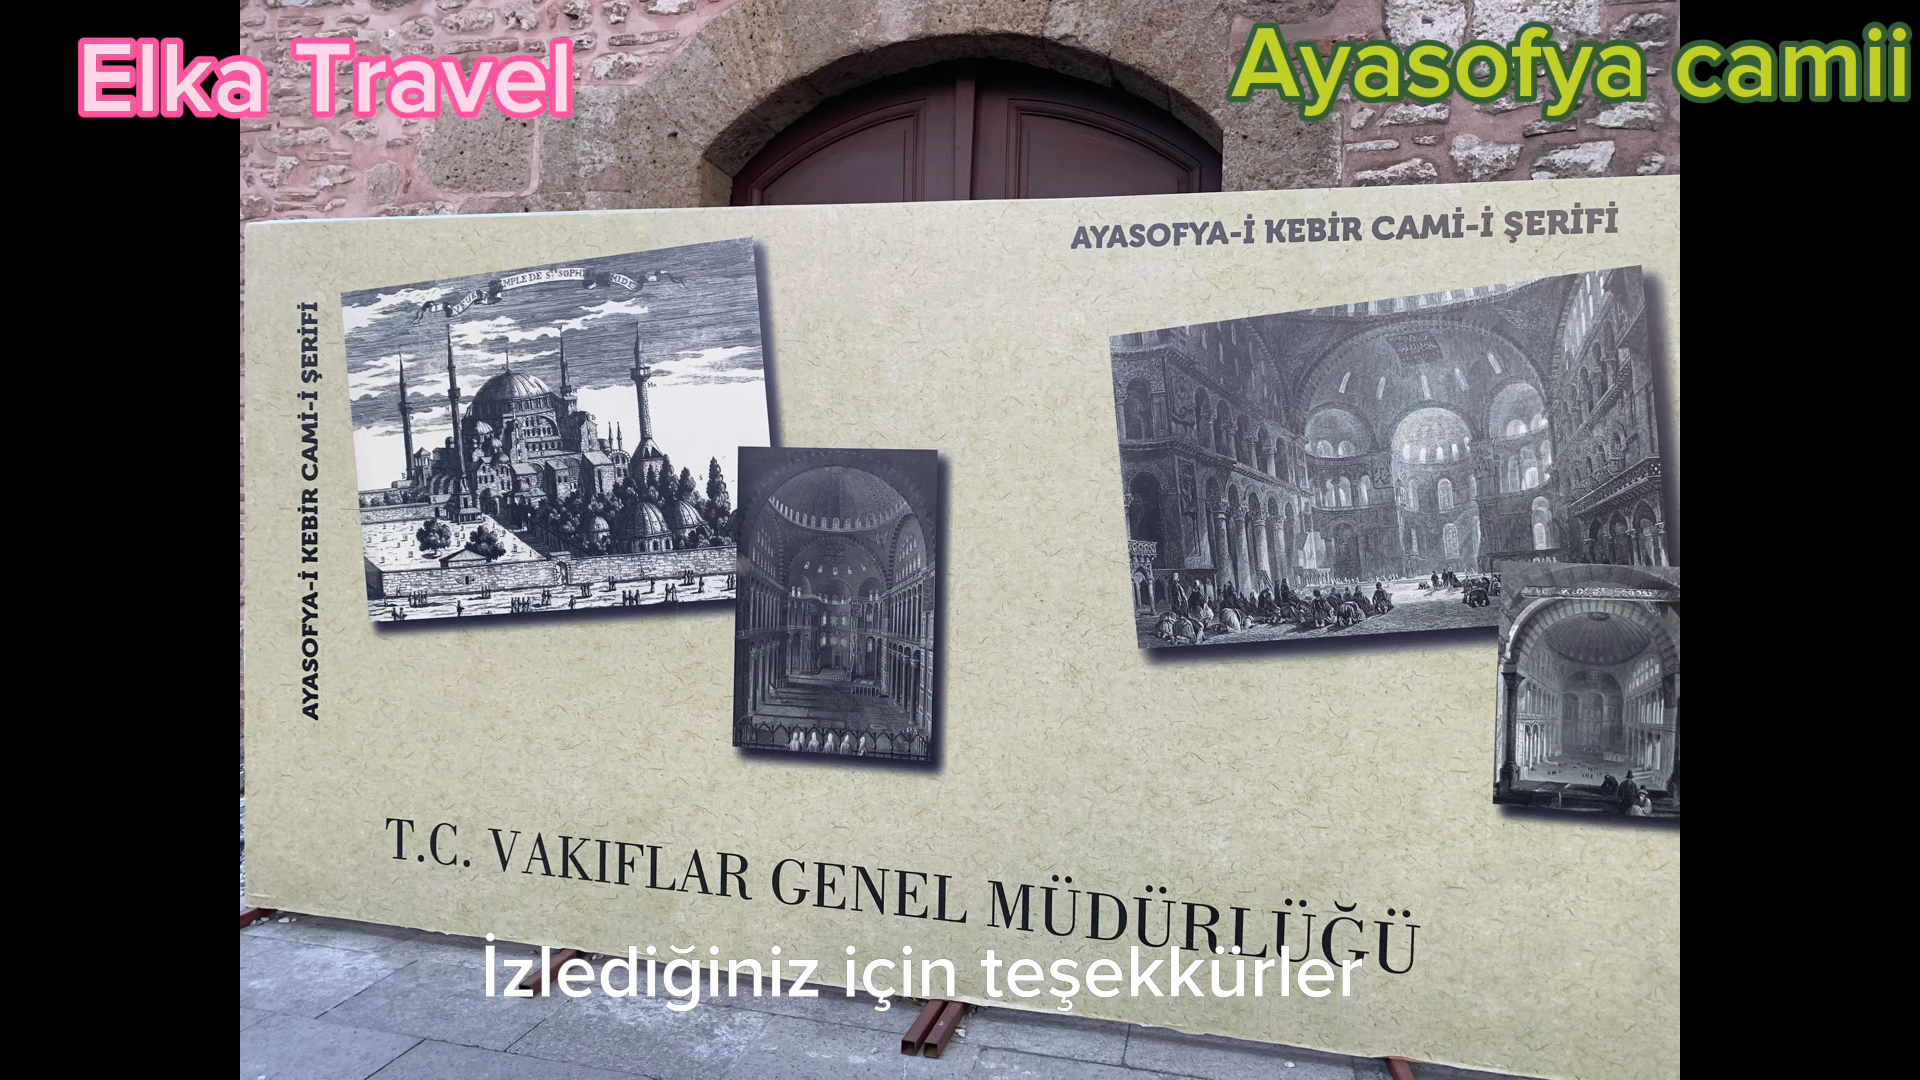 Elka Travel
Ayasofya camii
AYASOFYA-İ KEBİR CAMİ-İ ŞERİFİ
AYASOFYA-İ KEBİR CAMİ-İ ŞERİFİ
T.C. VAKIFLAR GENEL MÜDÜRLÜĞÜ
İzlediğiniz için teşekkürler